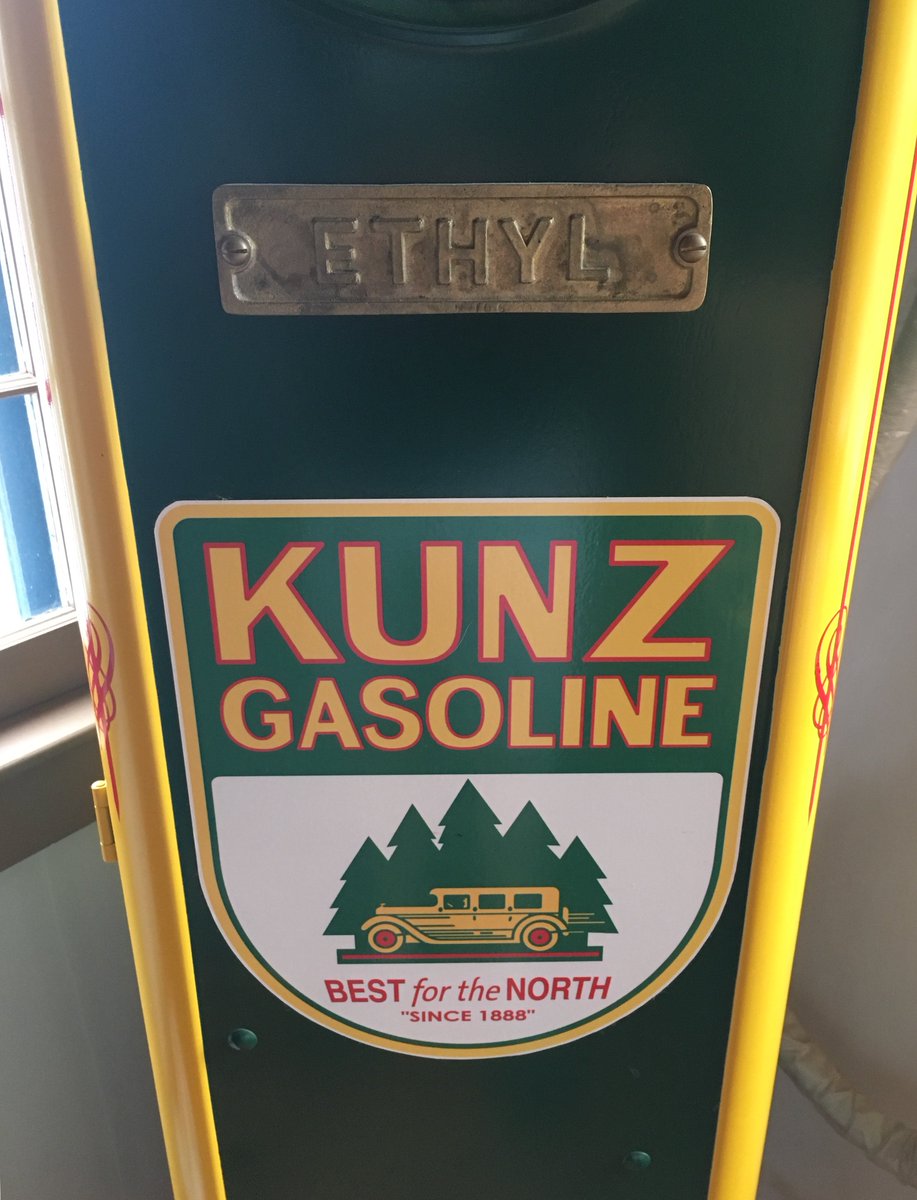 ETHYL
KUNZ
GASOLINE
BEST for the NORTH
"SINCE 1888"